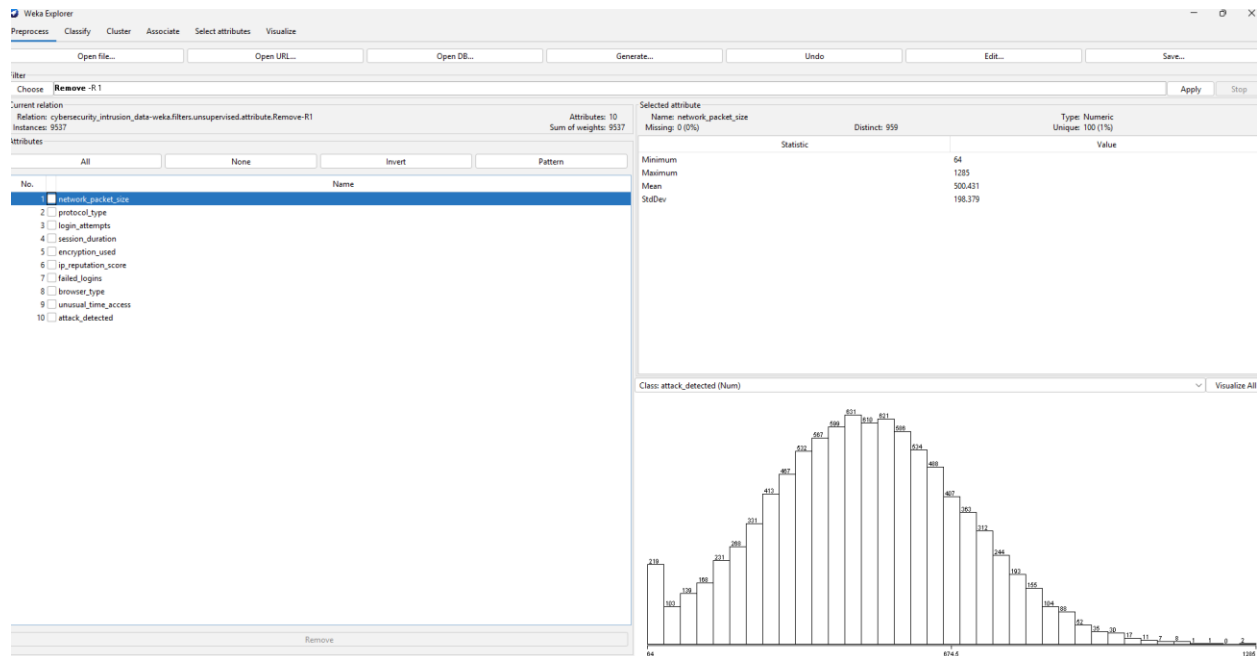 Weka Explorer
Preprocess Classify Cluster Associate Select attributes Visualize
Open file... Open URL... Open DB... Generate... Undo Edit... Save...
Filter
Choose Remove -R 1 Apply Stop
Current relation
Relation: cybersecurity_intrusion_data-weka.filters.unsupervised.attribute.Remove-R1 Attributes: 10
Instances: 9537 Sum of weights: 9537
Attributes
All None Invert Pattern
No. Name
1 network_packet_size
2 protocol_type
3 login_attempts
4 session_duration
5 encryption_used
6 ip_reputation_score
7 failed_logins
8 browser_type
9 unusual_time_access
10 attack_detected
Remove
Selected attribute
Name: network_packet_size Type: Numeric
Missing: 0 (0%) Distinct: 959 Unique: 100 (1%)
Statistic Value
Minimum 64
Maximum 1285
Mean 500.431
StdDev 198.379
Class: attack_detected (Num) Visualize All
219 103 139 168 231 268 331 413 467 532 567 599 631 610 621 588 534 480 407 363 312 244 193 155 104 88 52 35 30 17 11 7 8 1 1 0 2
64 674.5 1285